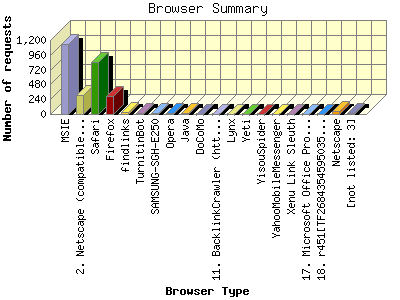 Browser Summary
Number of requests
1,200
960
720
480
240
0
MSIE
2. Netscape (compatible...
Safari
Firefox
findlinks
TurnitinBot
SAMSUNG-SGH-E250
Opera
Java
DoCoMo
11. BacklinkCrawler (htt...
Lynx
Yeti
YisouSpider
YahooMobileMessenger
Xenu Link Sleuth
17. Microsoft Office Pro...
18. r451[TF2684354595035...
Netscape
[not listed: 3]
Browser Type